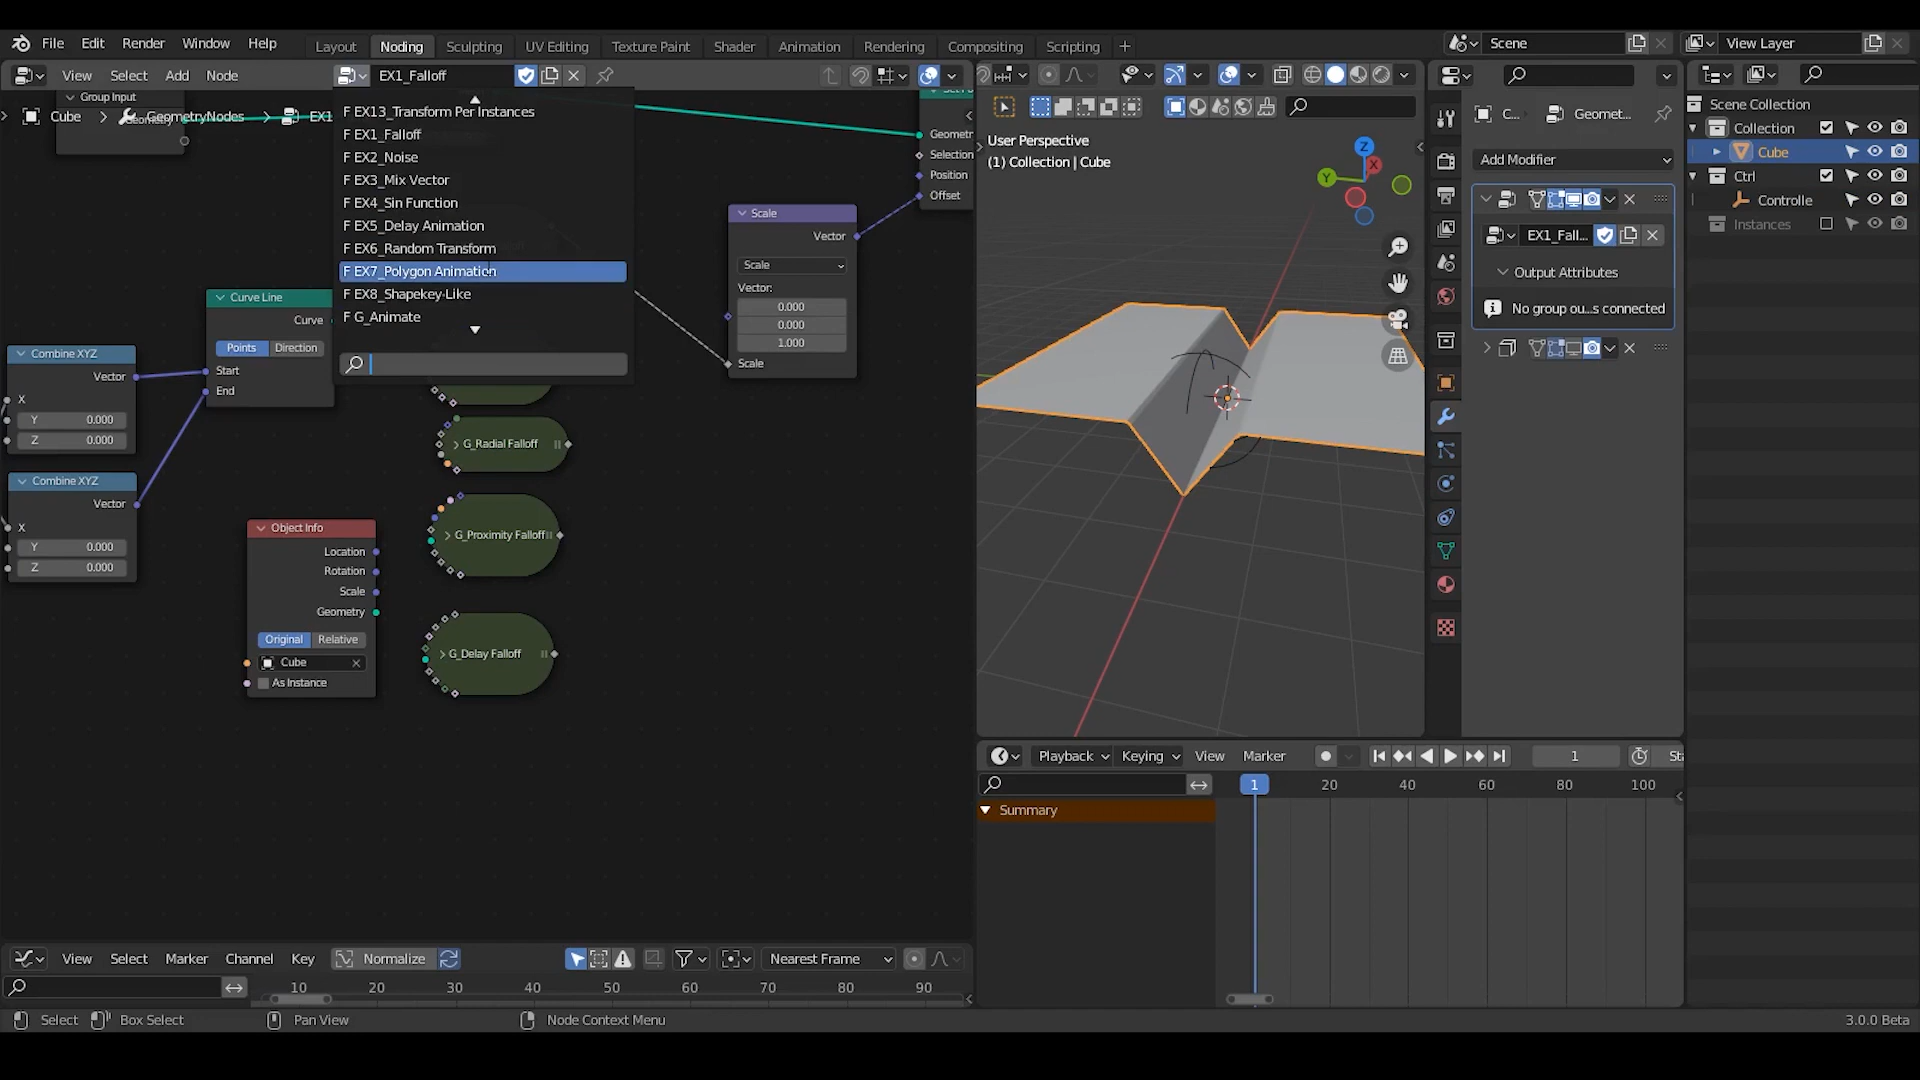 File Edit Render Window Help
Layout Noding Sculpting UV Editing Texture Paint Shader Animation Rendering Compositing Scripting
Scene
View Layer
View Select Add Node
EX1_Falloff
Group Input
Cube
GeometryNodes
EX1
F EX13_Transform Per Instances
F EX1_Falloff
F EX2_Noise
F EX3_Mix Vector
F EX4_Sin Function
F EX5_Delay Animation
F EX6_Random Transform
F EX7_Polygon Animation
F EX8_Shapekey-Like
F G_Animate
Geometr
Selection
Position
Offset
Scale
Vector
Scale
Vector:
0.000
0.000
1.000
Scale
Curve Line
Curve
Points Direction
Start
End
Combine XYZ
Vector
X
Y 0.000
Z 0.000
Combine XYZ
Vector
X
Y 0.000
Z 0.000
Object Info
Location
Rotation
Scale
Geometry
Original Relative
Cube
As Instance
G_Radial Falloff
G_Proximity Falloff
G_Delay Falloff
User Perspective
(1) Collection | Cube
Z
X
Y
C...
Geomet...
Add Modifier
EX1_Fall...
Output Attributes
No group ou...s connected
Scene Collection
Collection
Cube
Ctrl
Controlle
Instances
Playback Keying View Marker
1
Sta
1 20 40 60 80 100
Summary
View Select Marker Channel Key Normalize
Nearest Frame
10 20 30 40 50 60 70 80 90
Select Box Select Pan View Node Context Menu
3.0.0 Beta